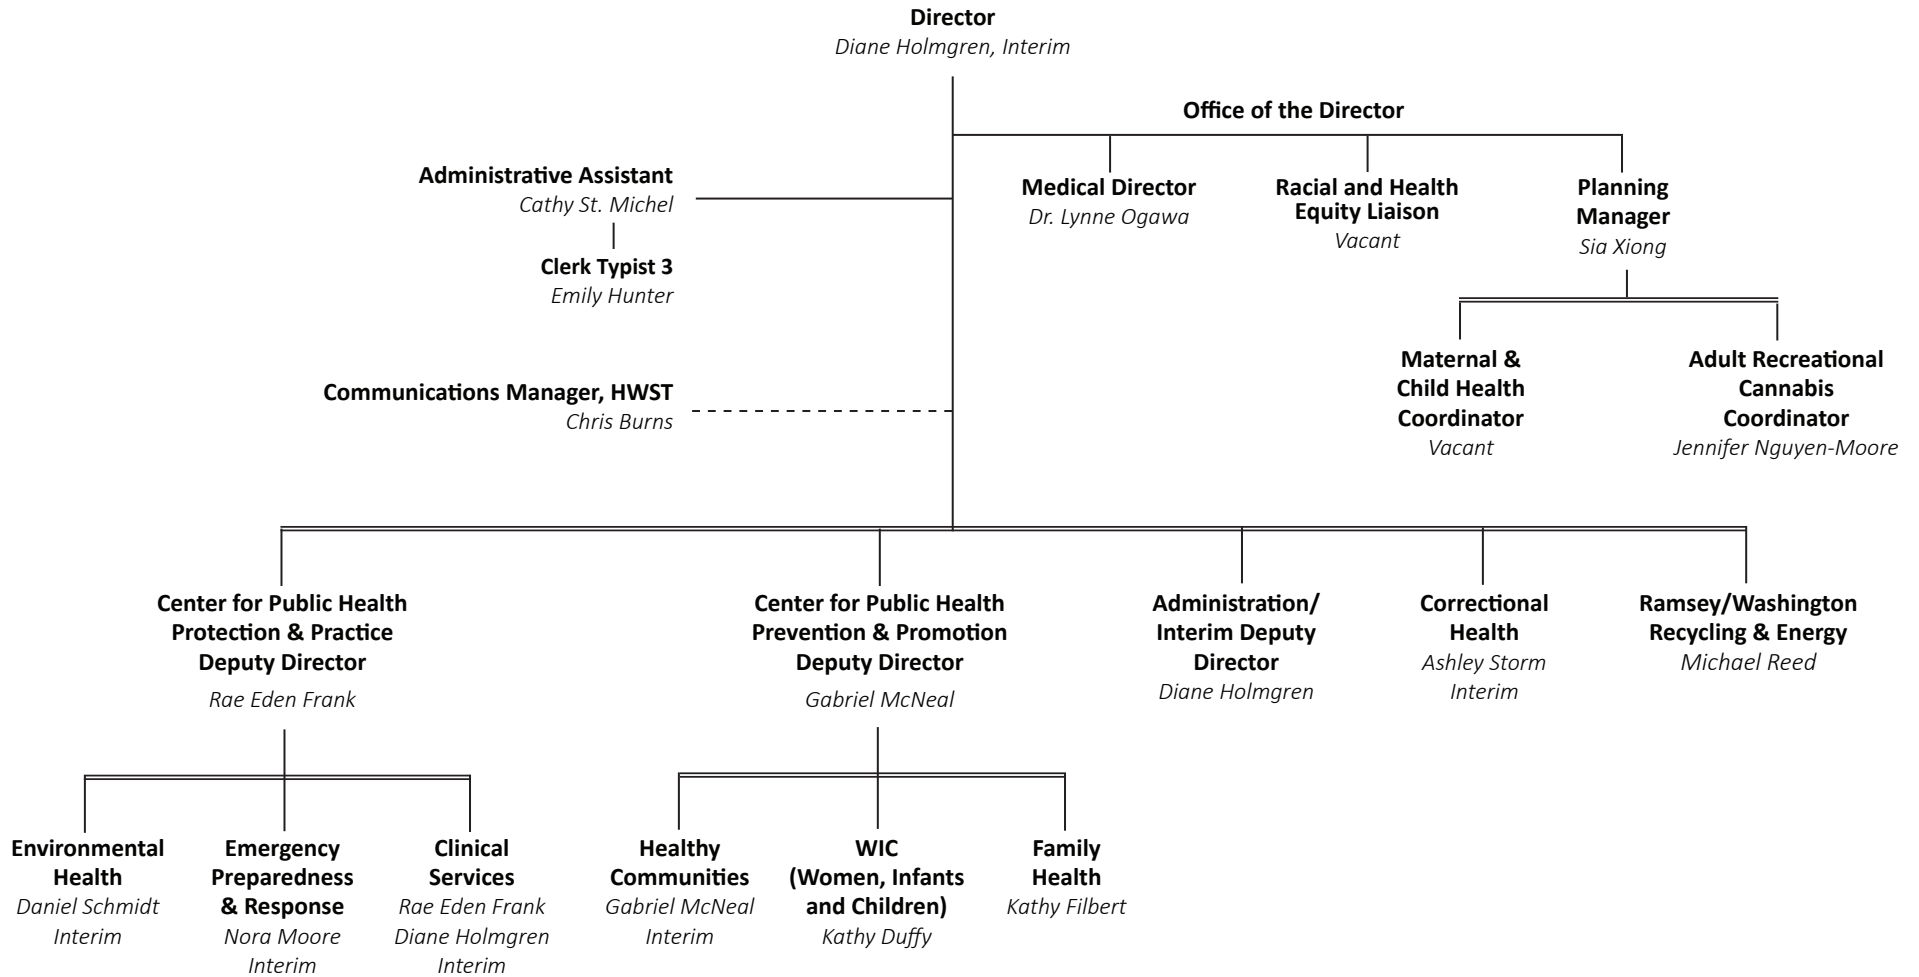 Director
Diane Holmgren, Interim
Office of the Director
Administrative Assistant
Cathy St. Michel
Clerk Typist 3
Emily Hunter
Medical Director
Dr. Lynne Ogawa
Racial and Health
Equity Liaison
Vacant
Planning
Manager
Sia Xiong
Maternal &
Child Health
Coordinator
Vacant
Adult Recreational
Cannabis
Coordinator
Jennifer Nguyen-Moore
Communications Manager, HWST
Chris Burns
Center for Public Health
Protection & Practice
Deputy Director
Rae Eden Frank
Center for Public Health
Prevention & Promotion
Deputy Director
Gabriel McNeal
Administration/
Interim Deputy
Director
Diane Holmgren
Correctional
Health
Ashley Storm
Interim
Ramsey/Washington
Recycling & Energy
Michael Reed
Environmental
Health
Daniel Schmidt
Interim
Emergency
Preparedness
& Response
Nora Moore
Interim
Clinical
Services
Rae Eden Frank
Diane Holmgren
Interim
Healthy
Communities
Gabriel McNeal
Interim
WIC
(Women, Infants
and Children)
Kathy Duffy
Family
Health
Kathy Filbert